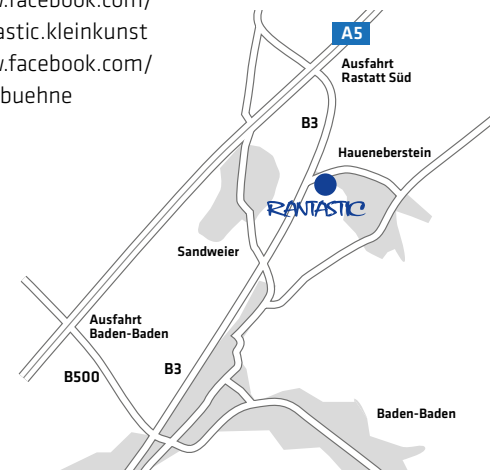 w.facebook.com/
tastic.kleinkunst
w.facebook.com/
buehne
A5
Ausfahrt
Rastatt Süd
B3
Haueneberstein
RANTASTIC
Sandweier
Ausfahrt
Baden-Baden
B3
B500
Baden-Baden